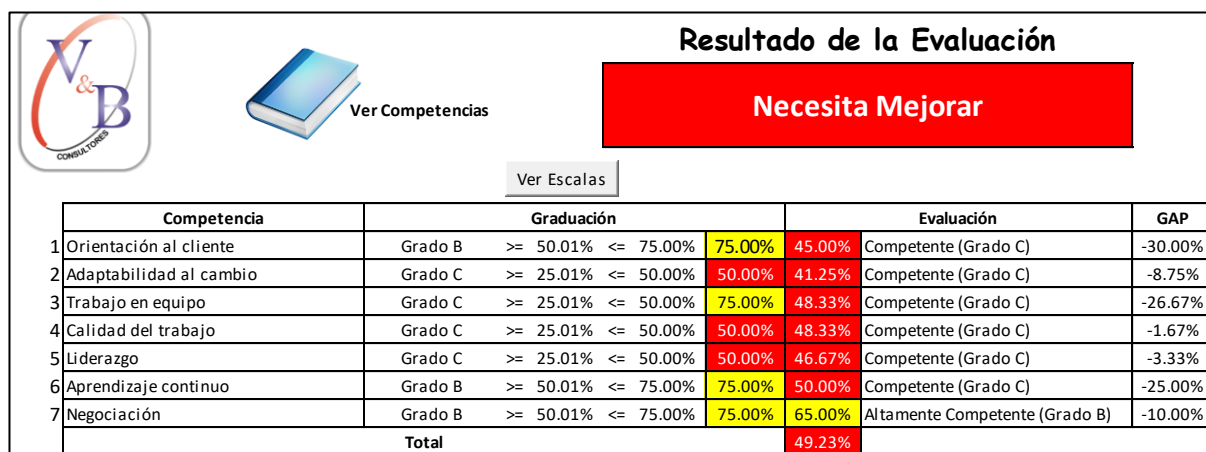 V&B
CONSULTORES
Ver Competencias
Resultado de la Evaluación
Necesita Mejorar
Ver Escalas
Competencia Graduación Evaluación GAP
1 Orientación al cliente Grado B >= 50.01% <= 75.00% 75.00% 45.00% Competente (Grado C) -30.00%
2 Adaptabilidad al cambio Grado C >= 25.01% <= 50.00% 50.00% 41.25% Competente (Grado C) -8.75%
3 Trabajo en equipo Grado C >= 25.01% <= 50.00% 75.00% 48.33% Competente (Grado C) -26.67%
4 Calidad del trabajo Grado C >= 25.01% <= 50.00% 50.00% 48.33% Competente (Grado C) -1.67%
5 Liderazgo Grado C >= 25.01% <= 50.00% 50.00% 46.67% Competente (Grado C) -3.33%
6 Aprendizaje continuo Grado B >= 50.01% <= 75.00% 75.00% 50.00% Competente (Grado C) -25.00%
7 Negociación Grado B >= 50.01% <= 75.00% 75.00% 65.00% Altamente Competente (Grado B) -10.00%
Total 49.23%